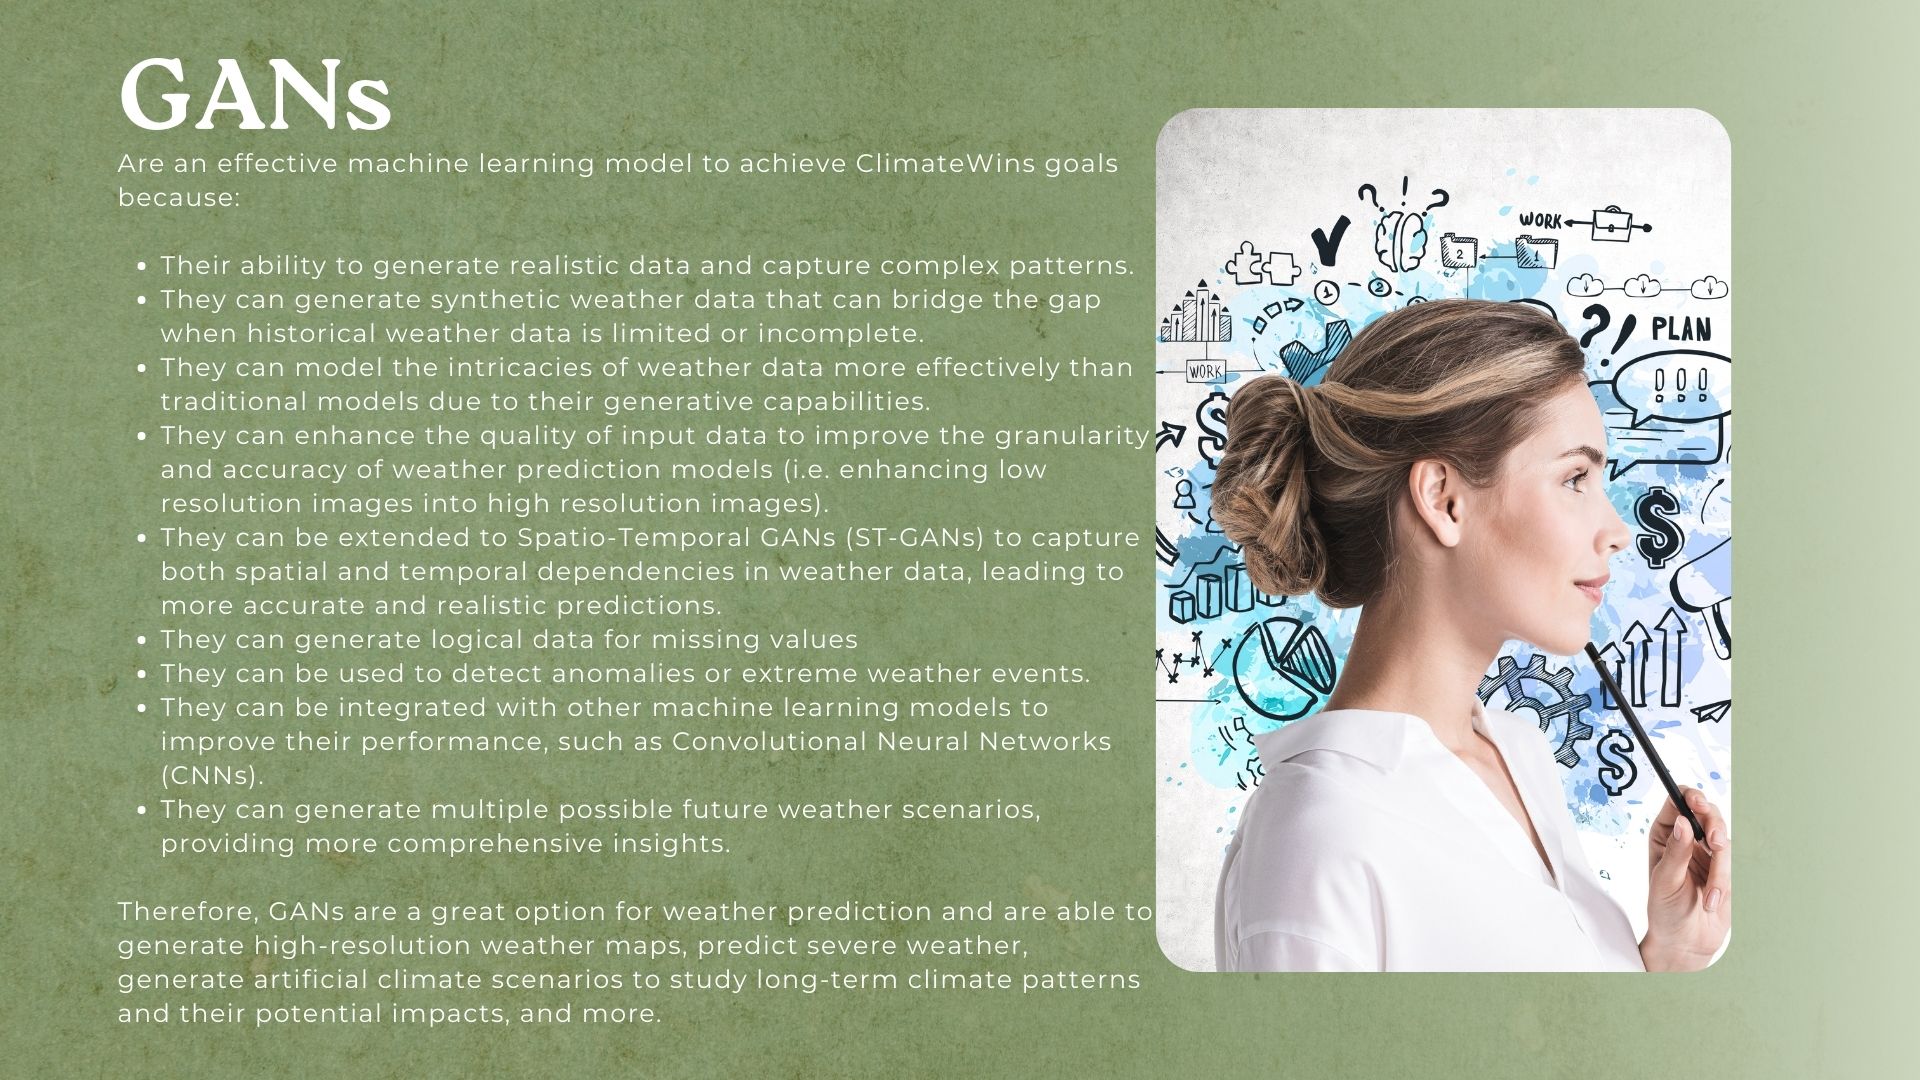 GANs
Are an effective machine learning model to achieve ClimateWins goals
because:
• Their ability to generate realistic data and capture complex patterns.
• They can generate synthetic weather data that can bridge the gap
when historical weather data is limited or incomplete.
• They can model the intricacies of weather data more effectively than
traditional models due to their generative capabilities.
• They can enhance the quality of input data to improve the granularity
and accuracy of weather prediction models (i.e. enhancing low
resolution images into high resolution images).
• They can be extended to Spatio-Temporal GANs (ST-GANs) to capture
both spatial and temporal dependencies in weather data, leading to
more accurate and realistic predictions.
• They can generate logical data for missing values
• They can be used to detect anomalies or extreme weather events.
• They can be integrated with other machine learning models to
improve their performance, such as Convolutional Neural Networks
(CNNs).
• They can generate multiple possible future weather scenarios,
providing more comprehensive insights.
Therefore, GANs are a great option for weather prediction and are able to
generate high-resolution weather maps, predict severe weather,
generate artificial climate scenarios to study long-term climate patterns
and their potential impacts, and more.
? ! ?
WORK
2
1
1
2
?! PLAN
!!!
WORK
$
$
$